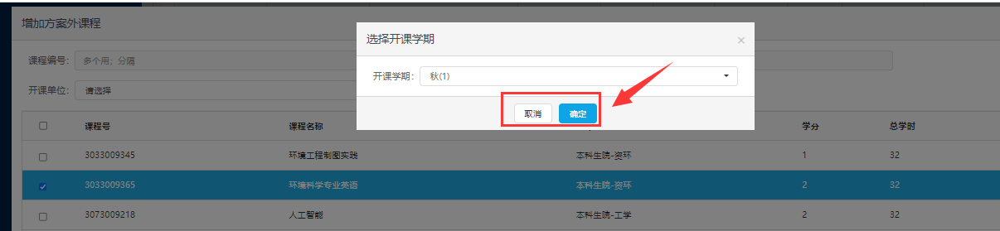 增加方案外课程
选择开课学期
×
课程编号：
多个用；分隔
开课学期：
秋(1)
开课单位：
请选择
取消
确定
课程号 课程名称 学分 总学时
3033009345 环境工程制图实践 本科生院-资环 1 32
3033009365 环境科学专业英语 本科生院-资环 2 32
3073009218 人工智能 本科生院-工学 2 32